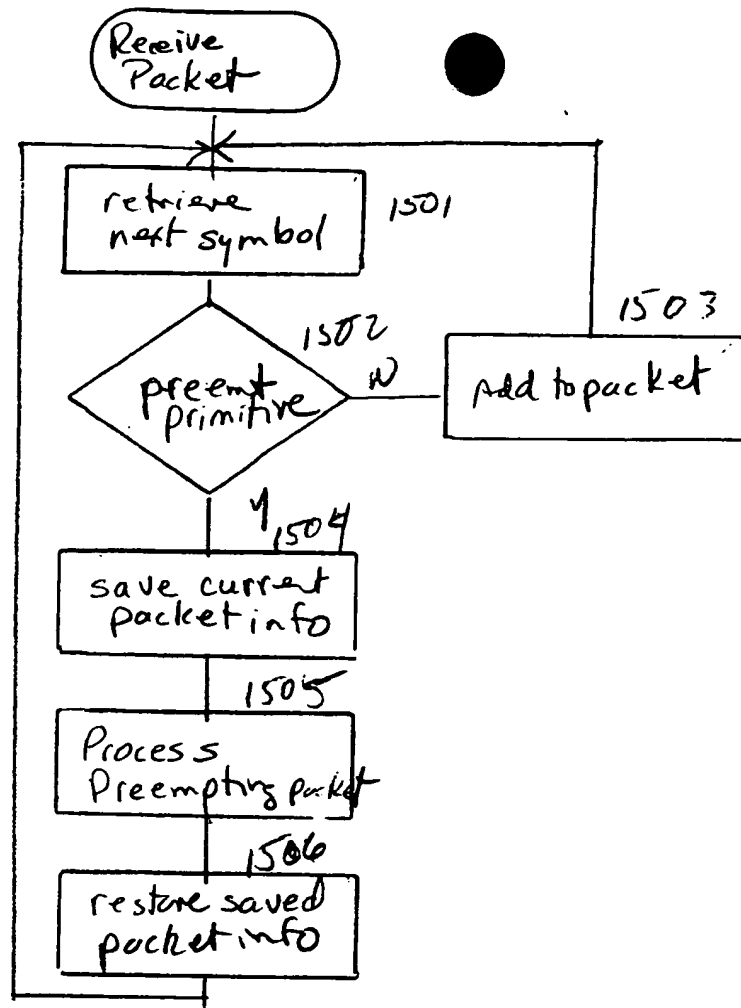 Receive
Packet
retrieve
next symbol
1501
1502
preemt
primitive
N
1503
Add to packet
Y
1504
save current
packet info
1505
Process
Preempting packet
1506
restore saved
packet info